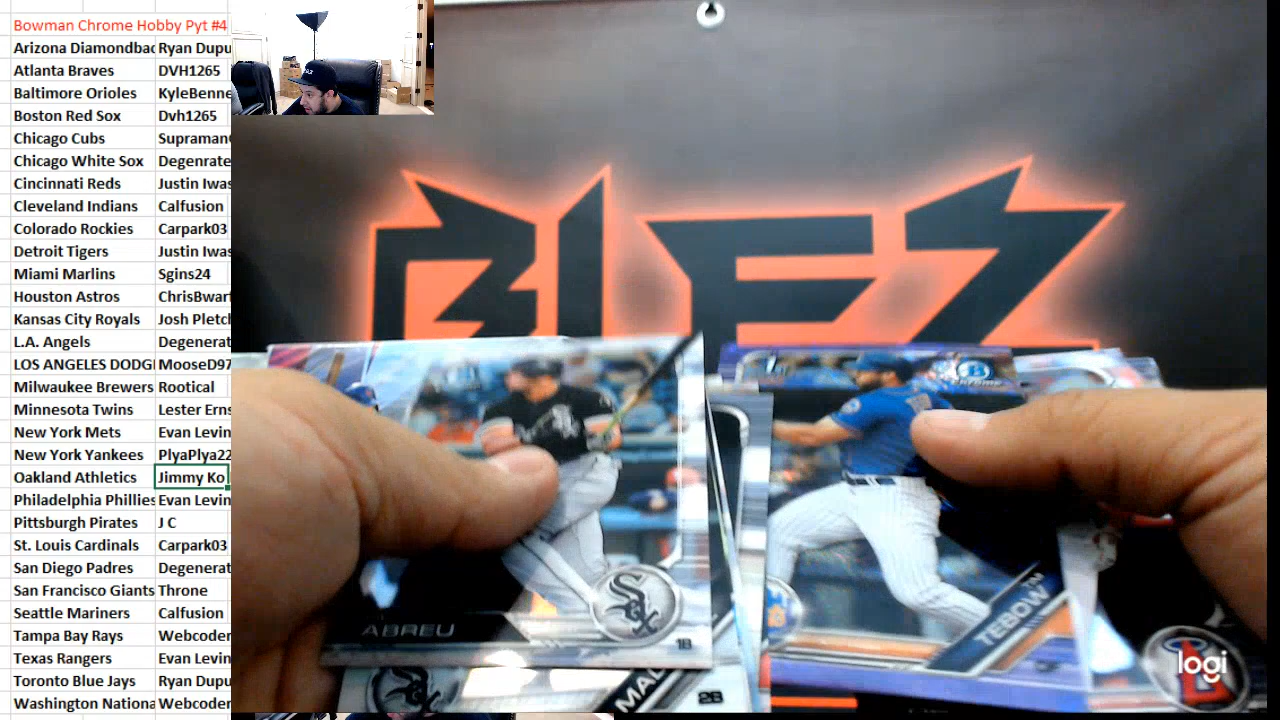 Bowman Chrome Hobby Pyt #4
Arizona Diamondbac Ryan Dupu
Atlanta Braves DVH1265
Baltimore Orioles KyleBenne
Boston Red Sox Dvh1265
Chicago Cubs Supraman
Chicago White Sox Degenrate
Cincinnati Reds Justin Iwas
Cleveland Indians Calfusion
Colorado Rockies Carpark03
Detroit Tigers Justin Iwas
Miami Marlins Sgins24
Houston Astros ChrisBwar
Kansas City Royals Josh Pletch
L.A. Angels Degenerat
LOS ANGELES DODG MooseD97
Milwaukee Brewers Rootical
Minnesota Twins Lester Erns
New York Mets Evan Levin
New York Yankees PlyaPlya22
Oakland Athletics Jimmy Ko
Philadelphia Phillies Evan Levin
Pittsburgh Pirates J C
St. Louis Cardinals Carpark03
San Diego Padres Degenerat
San Francisco Giants Throne
Seattle Mariners Calfusion
Tampa Bay Rays Webcoder
Texas Rangers Evan Levin
Toronto Blue Jays Ryan Dupu
Washington Nationa Webcoder
BLEZ
ABREU
1B
TEBOW
2B
logi